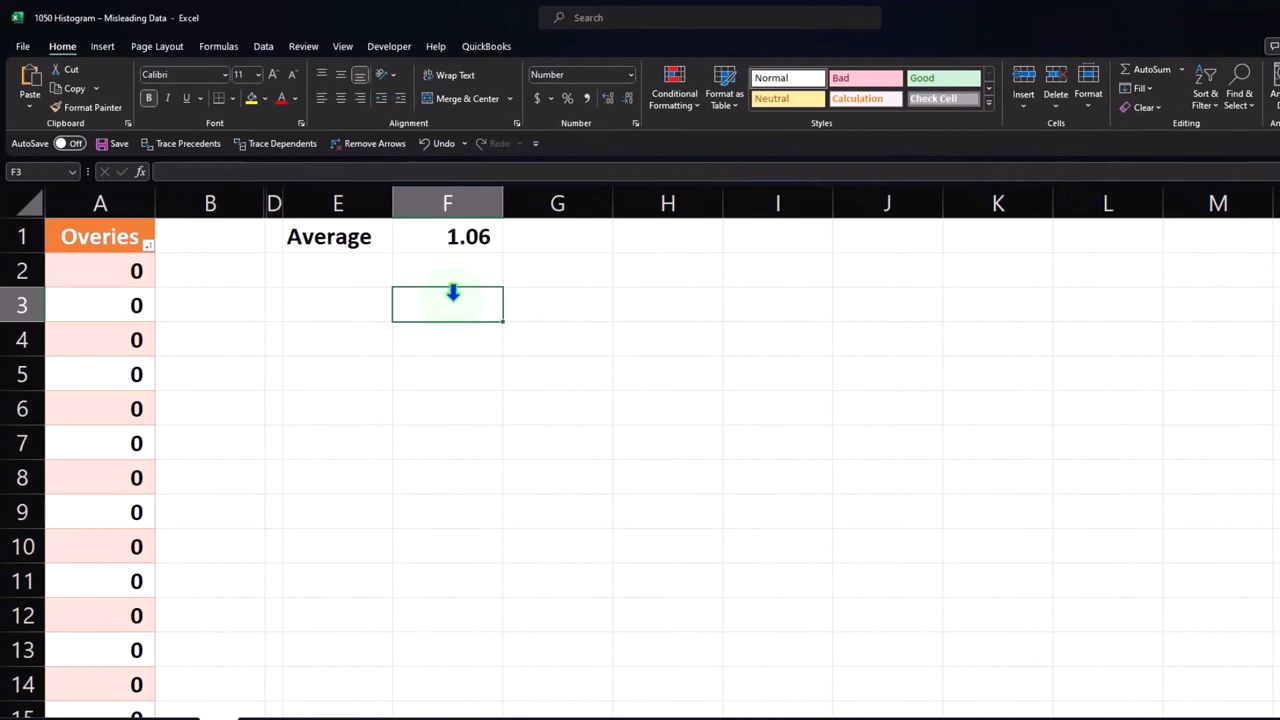 1050 Histogram – Misleading Data - Excel
Search
File Home Insert Page Layout Formulas Data Review View Developer Help QuickBooks
Paste
Cut
Copy
Format Painter
Clipboard
Calibri 11
B I U
Font
Wrap Text
Merge & Center
Alignment
Number
$ % ,
Number
Conditional Formatting
Format as Table
Normal Bad Good
Neutral Calculation Check Cell
Styles
Insert Delete Format
Cells
AutoSum
Fill
Clear
Sort & Filter
Find & Select
Editing
AutoSave Off Save Trace Precedents Trace Dependents Remove Arrows Undo Redo
F3 fx
A B D E F G H I J K L M
1 Overies Average 1.06
2 0
3 0
4 0
5 0
6 0
7 0
8 0
9 0
10 0
11 0
12 0
13 0
14 0